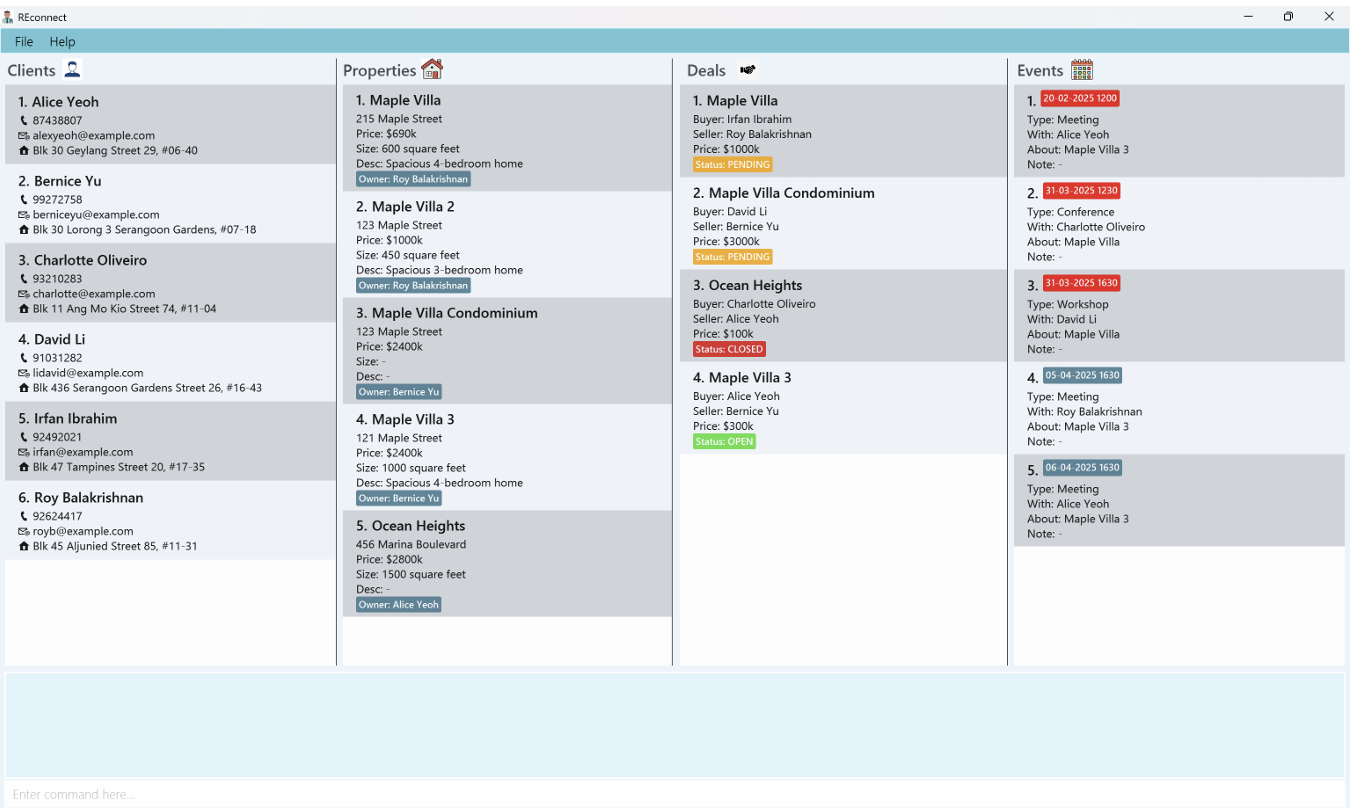 REconnect
File Help
Clients
1. Alice Yeoh
87438807
alexyeoh@example.com
Blk 30 Geylang Street 29, #06-40
2. Bernice Yu
99272758
berniceyu@example.com
Blk 30 Lorong 3 Serangoon Gardens, #07-18
3. Charlotte Oliveiro
93210283
charlotte@example.com
Blk 11 Ang Mo Kio Street 74, #11-04
4. David Li
91031282
lidavid@example.com
Blk 436 Serangoon Gardens Street 26, #16-43
5. Irfan Ibrahim
92492021
irfan@example.com
Blk 47 Tampines Street 20, #17-35
6. Roy Balakrishnan
92624417
royb@example.com
Blk 45 Aljunied Street 85, #11-31
Properties
1. Maple Villa
215 Maple Street
Price: $690k
Size: 600 square feet
Desc: Spacious 4-bedroom home
Owner: Roy Balakrishnan
2. Maple Villa 2
123 Maple Street
Price: $1000k
Size: 450 square feet
Desc: Spacious 3-bedroom home
Owner: Roy Balakrishnan
3. Maple Villa Condominium
123 Maple Street
Price: $2400k
Size: -
Desc: -
Owner: Bernice Yu
4. Maple Villa 3
121 Maple Street
Price: $2400k
Size: 1000 square feet
Desc: Spacious 4-bedroom home
Owner: Bernice Yu
5. Ocean Heights
456 Marina Boulevard
Price: $2800k
Size: 1500 square feet
Desc: -
Owner: Alice Yeoh
Deals
1. Maple Villa
Buyer: Irfan Ibrahim
Seller: Roy Balakrishnan
Price: $1000k
Status: PENDING
2. Maple Villa Condominium
Buyer: David Li
Seller: Bernice Yu
Price: $3000k
Status: PENDING
3. Ocean Heights
Buyer: Charlotte Oliveiro
Seller: Alice Yeoh
Price: $100k
Status: CLOSED
4. Maple Villa 3
Buyer: Alice Yeoh
Seller: Bernice Yu
Price: $300k
Status: OPEN
Events
1. 20-02-2025 1200
Type: Meeting
With: Alice Yeoh
About: Maple Villa 3
Note: -
2. 31-03-2025 1230
Type: Conference
With: Charlotte Oliveiro
About: Maple Villa
Note: -
3. 31-03-2025 1630
Type: Workshop
With: David Li
About: Maple Villa
Note: -
4. 05-04-2025 1630
Type: Meeting
With: Roy Balakrishnan
About: Maple Villa 3
Note: -
5. 06-04-2025 1630
Type: Meeting
With: Alice Yeoh
About: Maple Villa 3
Note: -
Enter command here...